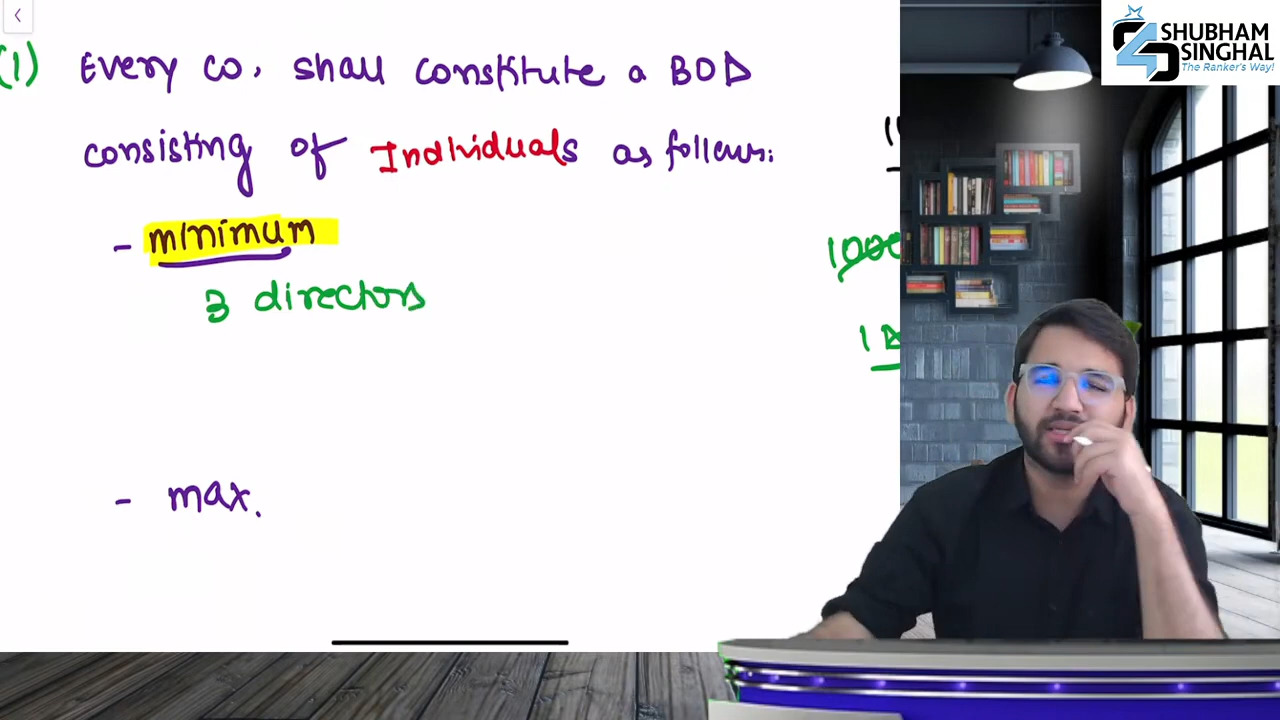 (1) Every co. shall constitute a BOD
consisting of Individuals as follows:
- minimum
3 directors
1000
- max.
SHUBHAM
SINGHAL
The Ranker's Way!